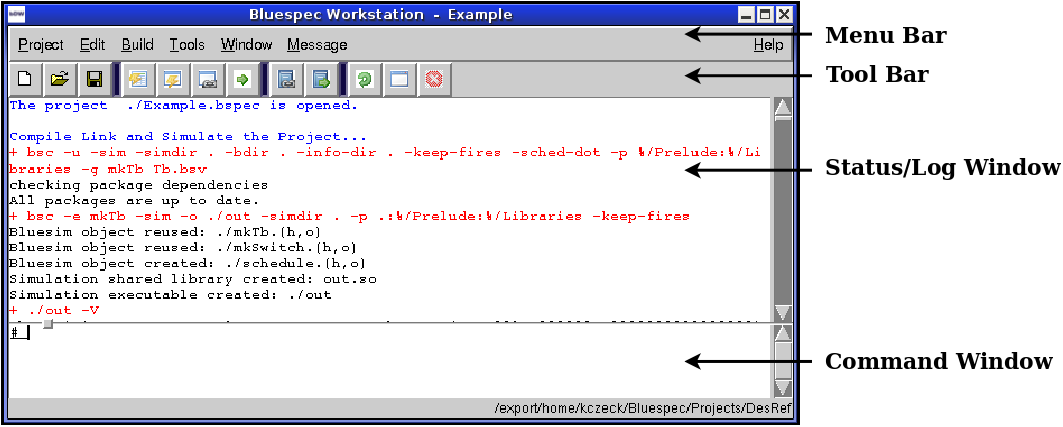 Bluespec Workstation - Example
Project Edit Build Tools Window Message Help
Menu Bar
Tool Bar
The project ./Example.bspec is opened.
Compile Link and Simulate the Project...
+ bsc -u -sim -simdir . -bdir . -info-dir . -keep-fires -sched-dot -p %/Prelude:%/Li
braries -g mkTb Tb.bsv
Status/Log Window
checking package dependencies
All packages are up to date.
+ bsc -e mkTb -sim -o ./out -simdir . -p .:%/Prelude:%/Libraries -keep-fires
Bluesim object reused: ./mkTb.{h,o}
Bluesim object reused: ./mkSwitch.{h,o}
Bluesim object created: ./schedule.{h,o}
Simulation shared library created: out.so
Simulation executable created: ./out
+ ./out -V
#
Command Window
/export/home/kczeck/Bluespec/Projects/DesRef